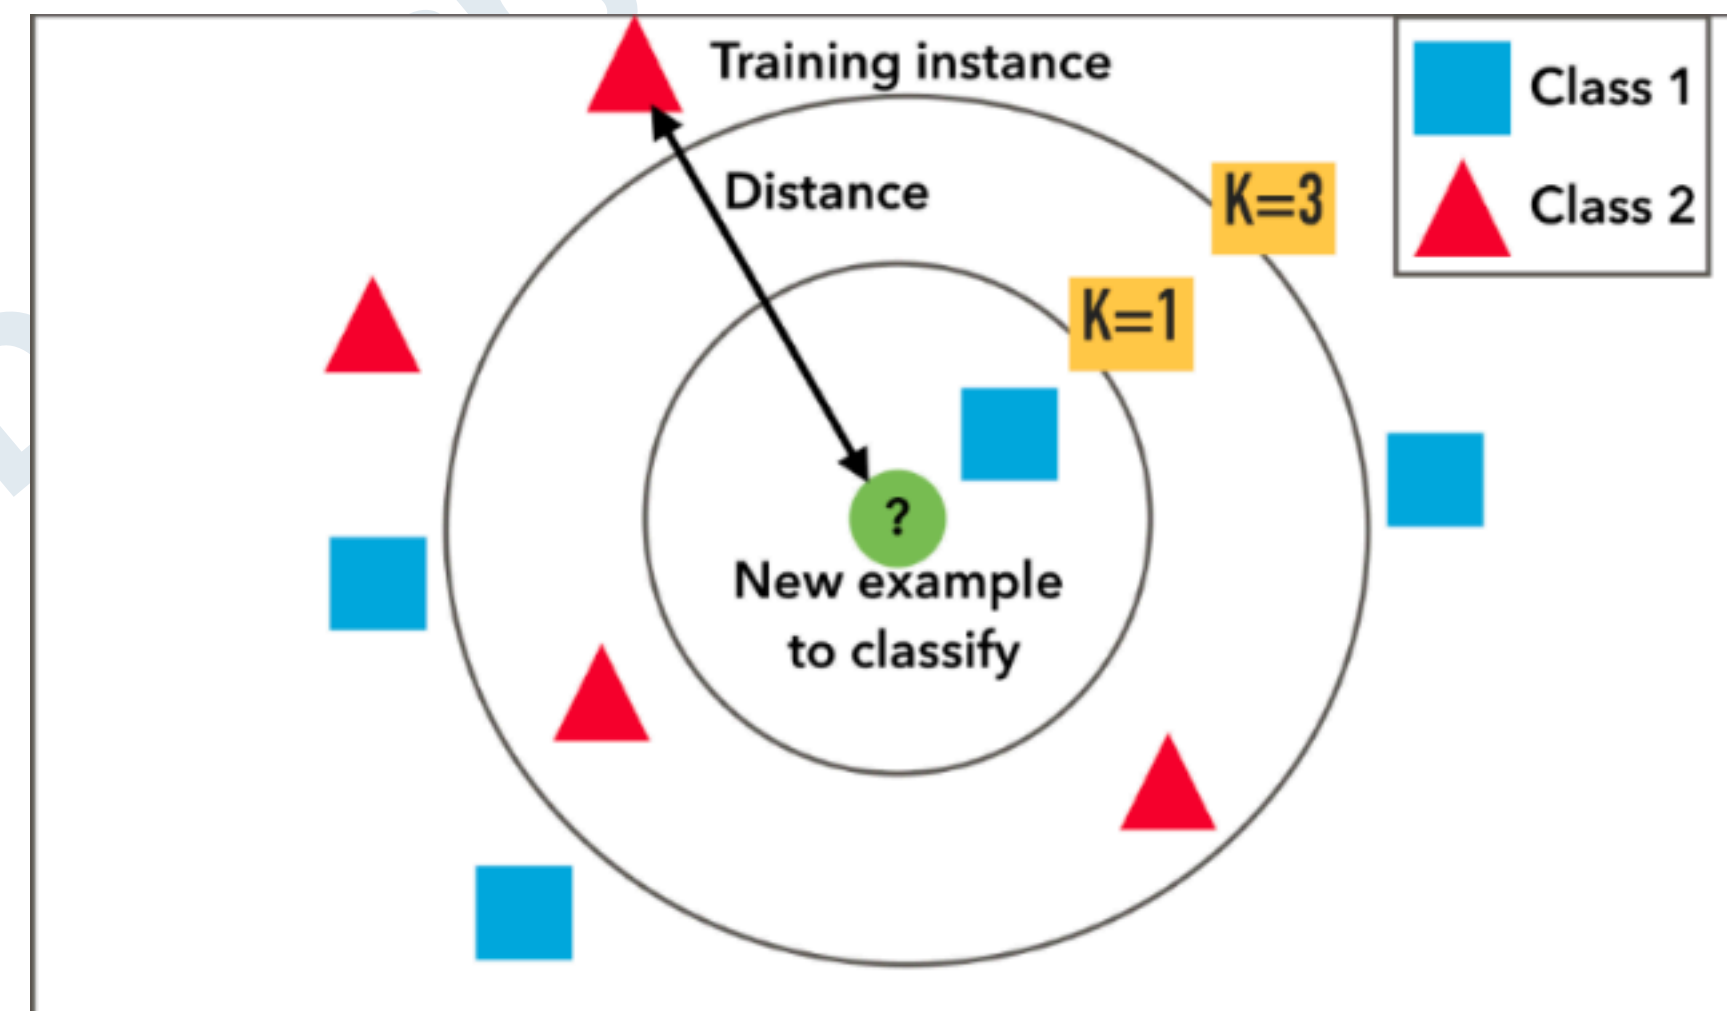 Training instance
Class 1
Distance
K=3
Class 2
K=1
?
New example
to classify